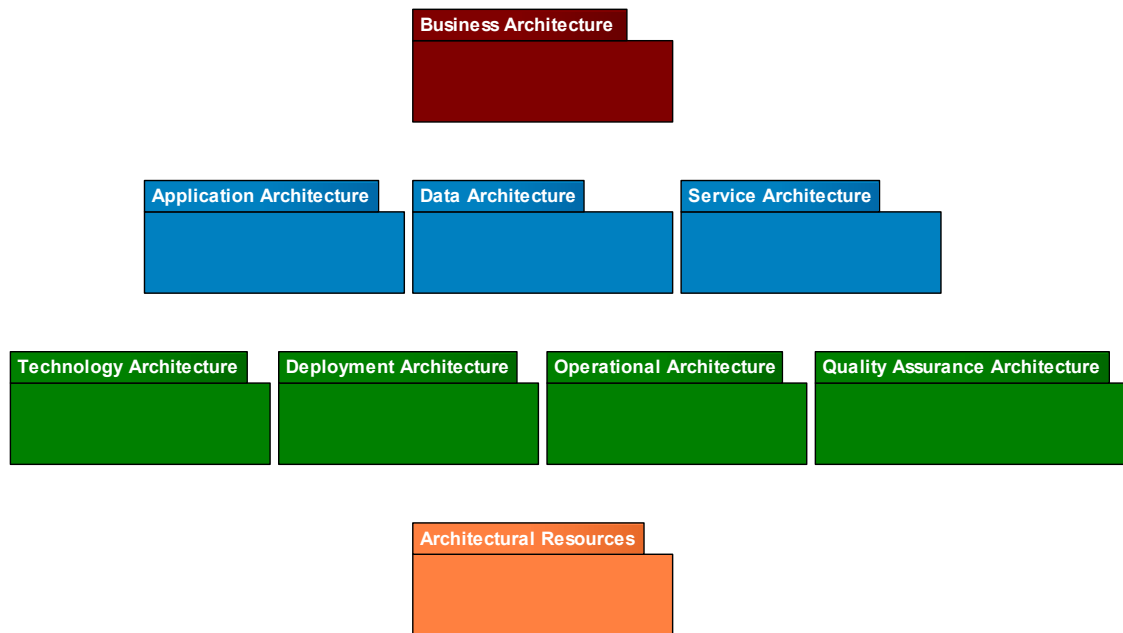 Business Architecture
Application Architecture
Data Architecture
Service Architecture
Technology Architecture
Deployment Architecture
Operational Architecture
Quality Assurance Architecture
Architectural Resources